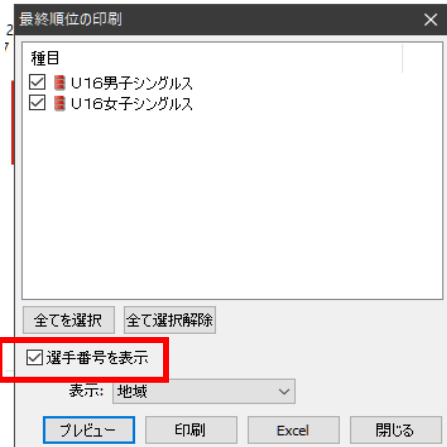 最終順位の印刷
2
7
種目
U16男子シングルス
U16女子シングルス
全てを選択 全て選択解除
選手番号を表示
表示: 地域
プレビュー 印刷 Excel 閉じる